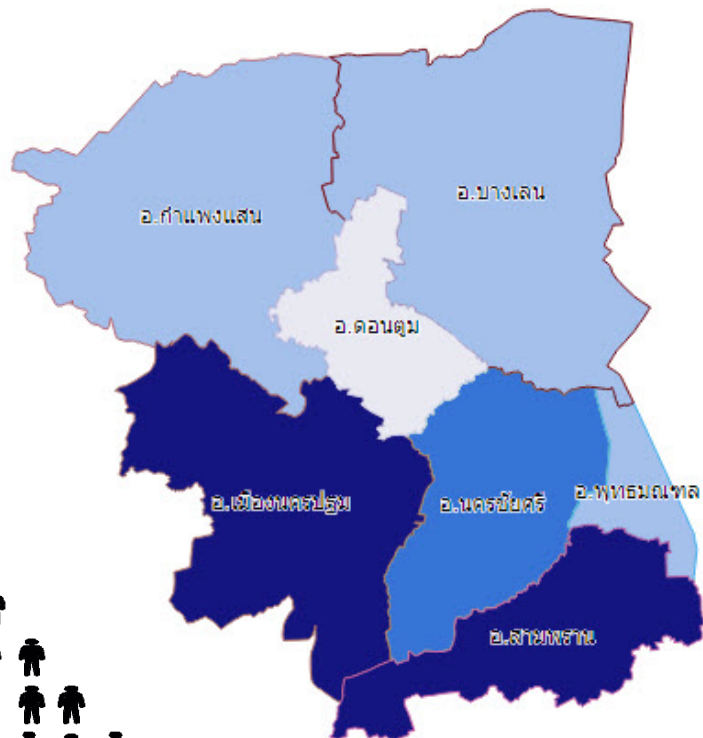 อ.บางเลน
อ.กำแพงแสน
อ.ดอนตูม
อ.เมืองนครปฐม
อ.นครชัยศรี
อ.พุทธมณฑล
อ.สามพราน